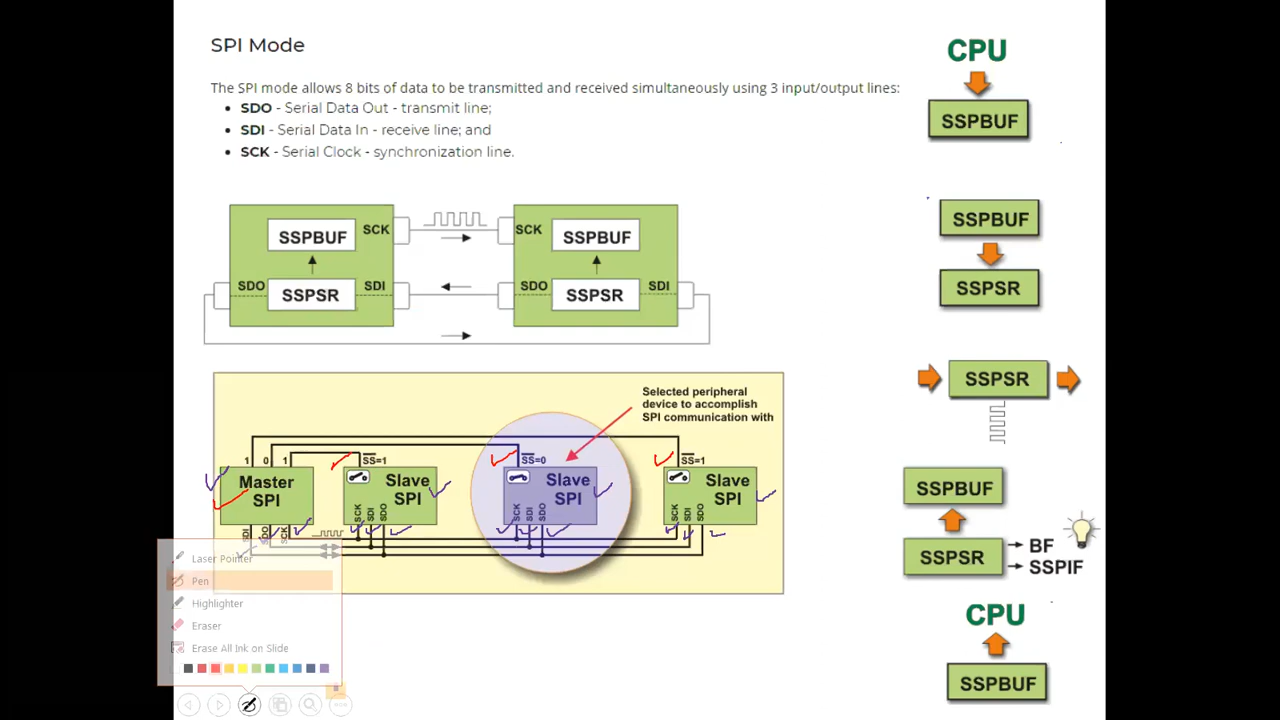 SPI Mode
The SPI mode allows 8 bits of data to be transmitted and received simultaneously using 3 input/output lines:
• SDO - Serial Data Out - transmit line;
• SDI - Serial Data In - receive line; and
• SCK - Serial Clock - synchronization line.
SSPBUF
SCK
SCK
SSPBUF
SDO
SSPSR
SDI
SDO
SSPSR
SDI
Selected peripheral
device to accomplish
SPI communication with
1 0 1
SS=1
SS=0
SS=1
Master
SPI
Slave
SPI
Slave
SPI
Slave
SPI
SDI SDO SCK
SCK SDI SDO
SCK SDI SDO
SCK SDI SDO
CPU
SSPBUF
SSPBUF
SSPSR
SSPSR
SSPBUF
SSPSR
BF
SSPIF
CPU
SSPBUF
Laser Pointer
Pen
Highlighter
Eraser
Erase All Ink on Slide